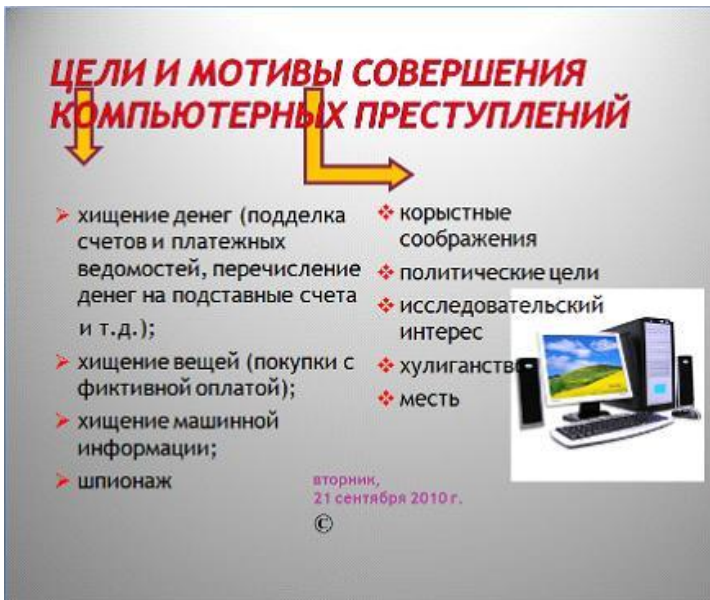 ЦЕЛИ И МОТИВЫ СОВЕРШЕНИЯ
КОМПЬЮТЕРНЫХ ПРЕСТУПЛЕНИЙ
хищение денег (подделка
счетов и платежных
ведомостей, перечисление
денег на подставные счета
и т.д.);
хищение вещей (покупки с
фиктивной оплатой);
хищение машинной
информации;
шпионаж
корыстные
соображения
политические цели
исследовательский
интерес
хулиганство
месть
вторник,
21 сентября 2010 г.
©